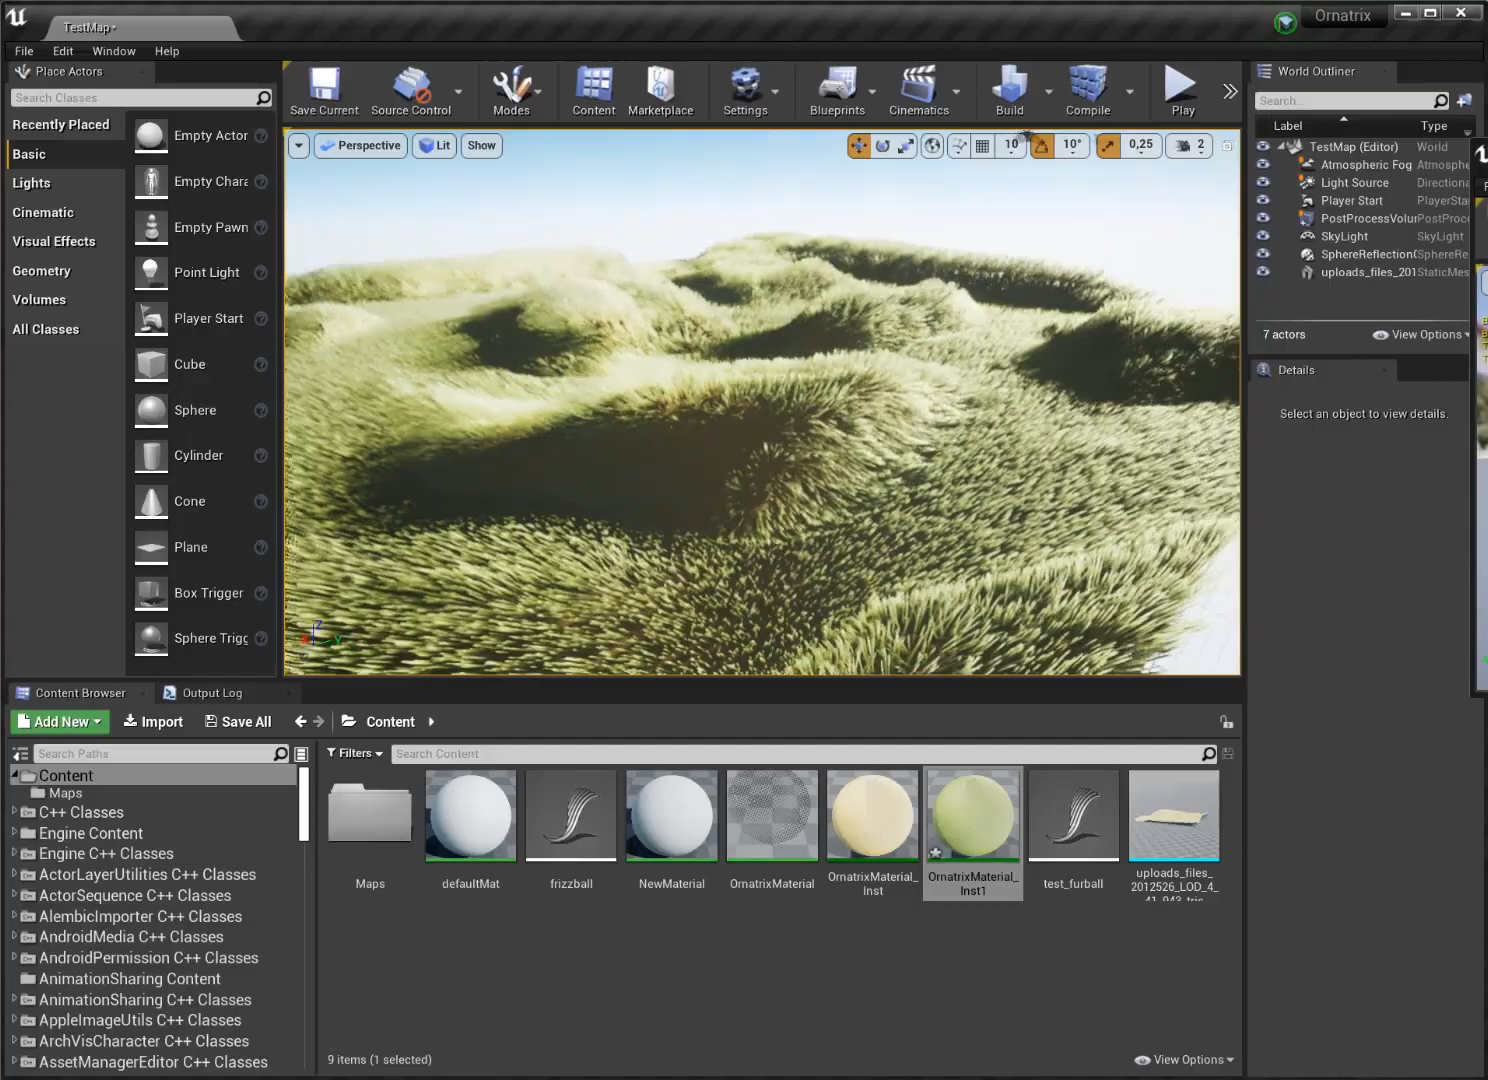 TestMap•
Ornatrix
File Edit Window Help
Place Actors
Search Classes
Recently Placed
Basic
Lights
Cinematic
Visual Effects
Geometry
Volumes
All Classes
Empty Actor
Empty Chara
Empty Pawn
Point Light
Player Start
Cube
Sphere
Cylinder
Cone
Plane
Box Trigger
Sphere Trigg
Save Current Source Control Modes Content Marketplace Settings Blueprints Cinematics Build Compile Play
Perspective Lit Show 10 10° 0,25 2
Z
Y
World Outliner
Search...
Label Type
TestMap (Editor) World
Atmospheric Fog Atmosphe
Light Source Directiona
Player Start PlayerSta
PostProcessVolur PostProce
SkyLight SkyLight
SphereReflection( SphereRe
uploads_files_201 StaticMes
7 actors View Options
Details
Select an object to view details.
Content Browser Output Log
Add New Import Save All Content
Search Paths
Content
Maps
C++ Classes
Engine Content
Engine C++ Classes
ActorLayerUtilities C++ Classes
ActorSequence C++ Classes
AlembicImporter C++ Classes
AndroidMedia C++ Classes
AndroidPermission C++ Classes
AnimationSharing Content
AnimationSharing C++ Classes
AppleImageUtils C++ Classes
ArchVisCharacter C++ Classes
AssetManagerEditor C++ Classes
Filters Search Content
Maps
defaultMat
frizzball
NewMaterial
OrnatrixMaterial
OrnatrixMaterial_
Inst
OrnatrixMaterial_
Inst1
test_furball
uploads_files_
2012526_LOD_4_
41_943_tris
9 items (1 selected) View Options